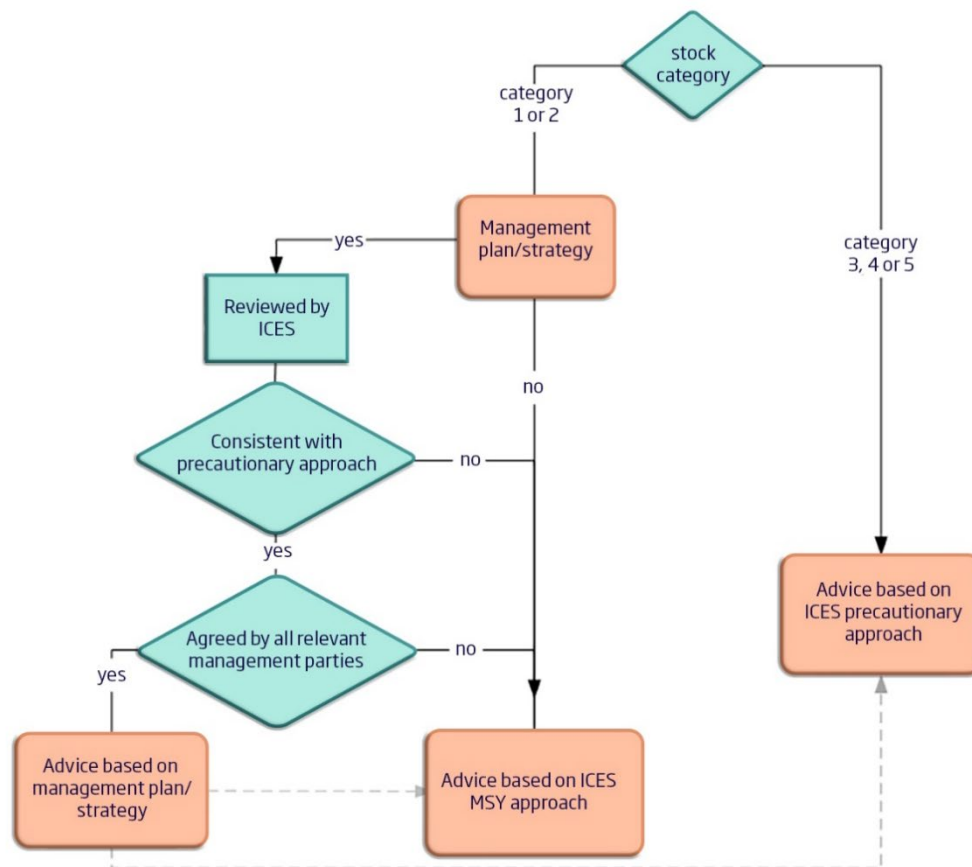 stock
category
category
1 or 2
Management
plan/strategy
yes
category
3, 4 or 5
Reviewed by
ICES
no
Consistent with
precautionary approach
no
yes
Advice based on
ICES precautionary
approach
Agreed by all relevant
management parties
no
yes
Advice based on
management plan/
strategy
Advice based on ICES
MSY approach